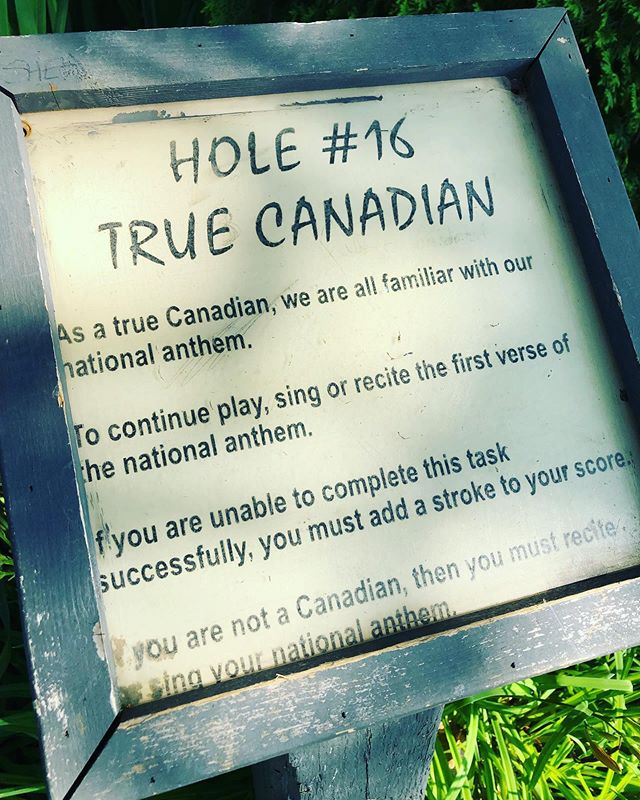 HOLE #16
TRUE CANADIAN
As a true Canadian, we are all familiar with our
national anthem.
To continue play, sing or recite the first verse of
the national anthem.
If you are unable to complete this task
successfully, you must add a stroke to your score.
you are not a Canadian, then you must recite
sing your national anthem.